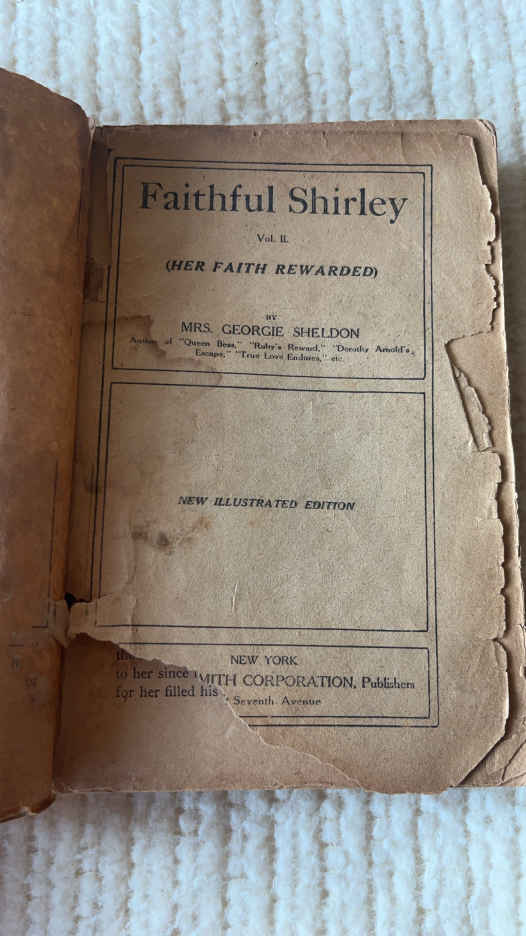 Faithful Shirley
Vol. II.
(HER FAITH REWARDED)
BY
MRS. GEORGIE SHELDON
Author of "Queen Bess," "Ruby's Reward," "Dorothy Arnold's
Escape," "True Love Endures," etc.
NEW ILLUSTRATED EDITION
NEW YORK
to her since
MITH CORPORATION, Publishers
for her filled his
Seventh Avenue